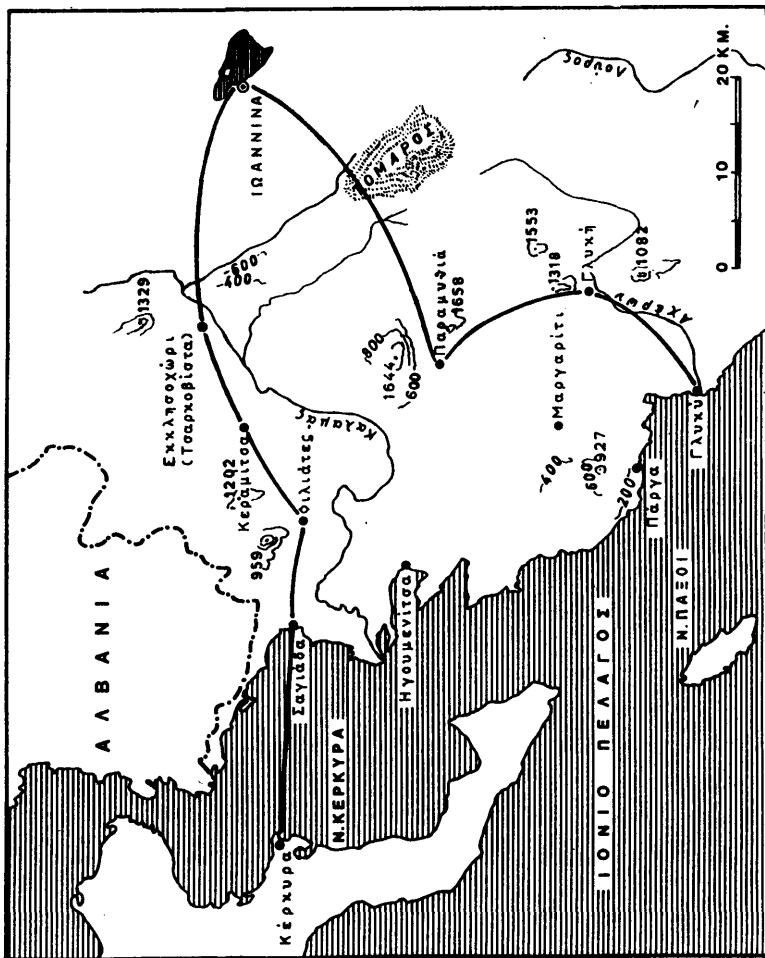 ΑΛΒΑΝΙΑ
ΙΩΑΝΝΙΝΑ
1329
Εκκλησοχώρι
(Τσαρκοβίστα)
600
400
1202
Κεράμιτσα
959
Φιλιάτες
Καλαμάς
Σαγιάδα
Κέρκυρα
Ν. ΚΕΡΚΥΡΑ
ΤΟΜΑΡΟΣ
800
1644
600
Παραμυθιά
1658
Ηγουμενίτσα
Λούρος
1553
1318
Γλυκή
1082
Αχέρων
Μαργαρίτι
400
600
927
200
Πάργα
Γλυκύ
ΙΟΝΙΟ ΠΕΛΑΓΟΣ
Ν. ΠΑΞΟΙ
0 10 20 ΚΜ.